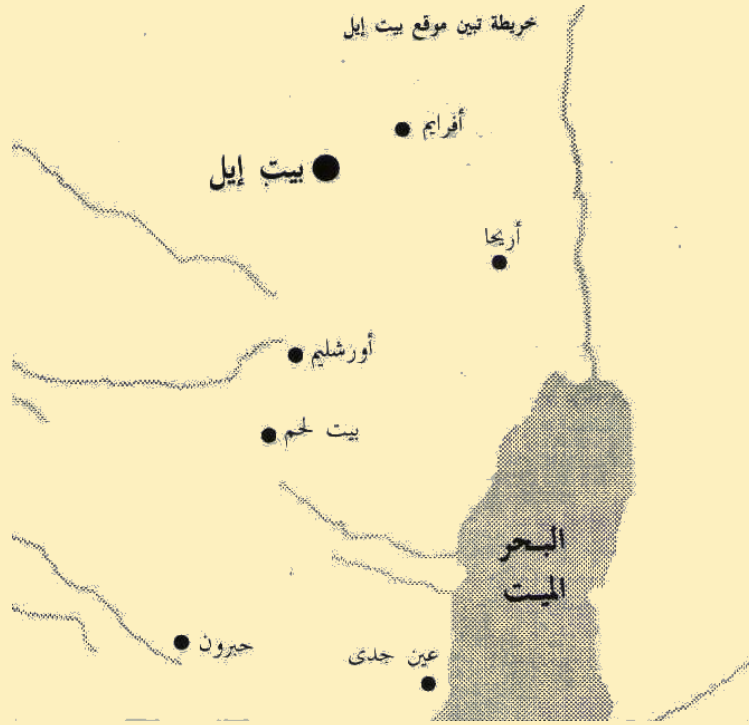 خريطة تبين موقع بيت إيل
أفرايم
بيت إيل
أريحا
أورشليم
بيت لحم
البحر
الميت
حبرون
عين جدى